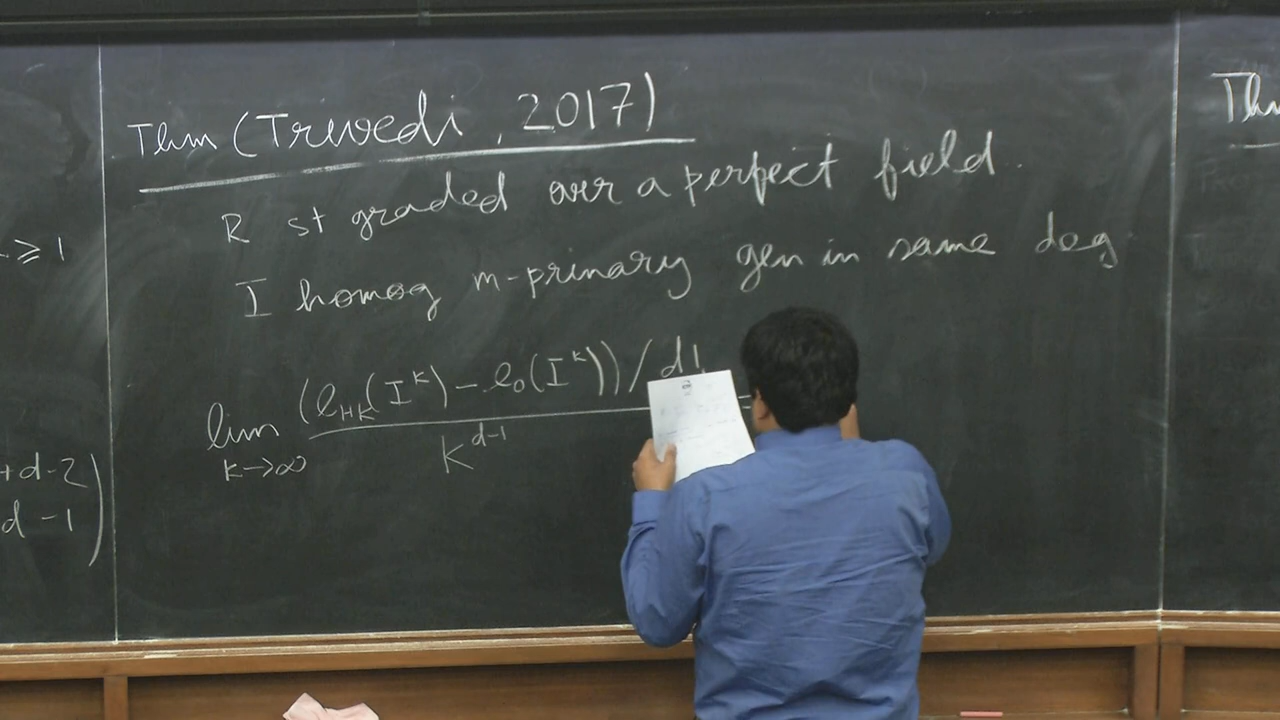 Thm (Trivedi, 2017)
R st graded over a perfect field.
I homog m-primary gen in same deg
lim k→∞ (e_HK(I^k) - e_0(I^k)) / d! / k^{d-1} =
≥ 1
+d-2
d-1)
Thm